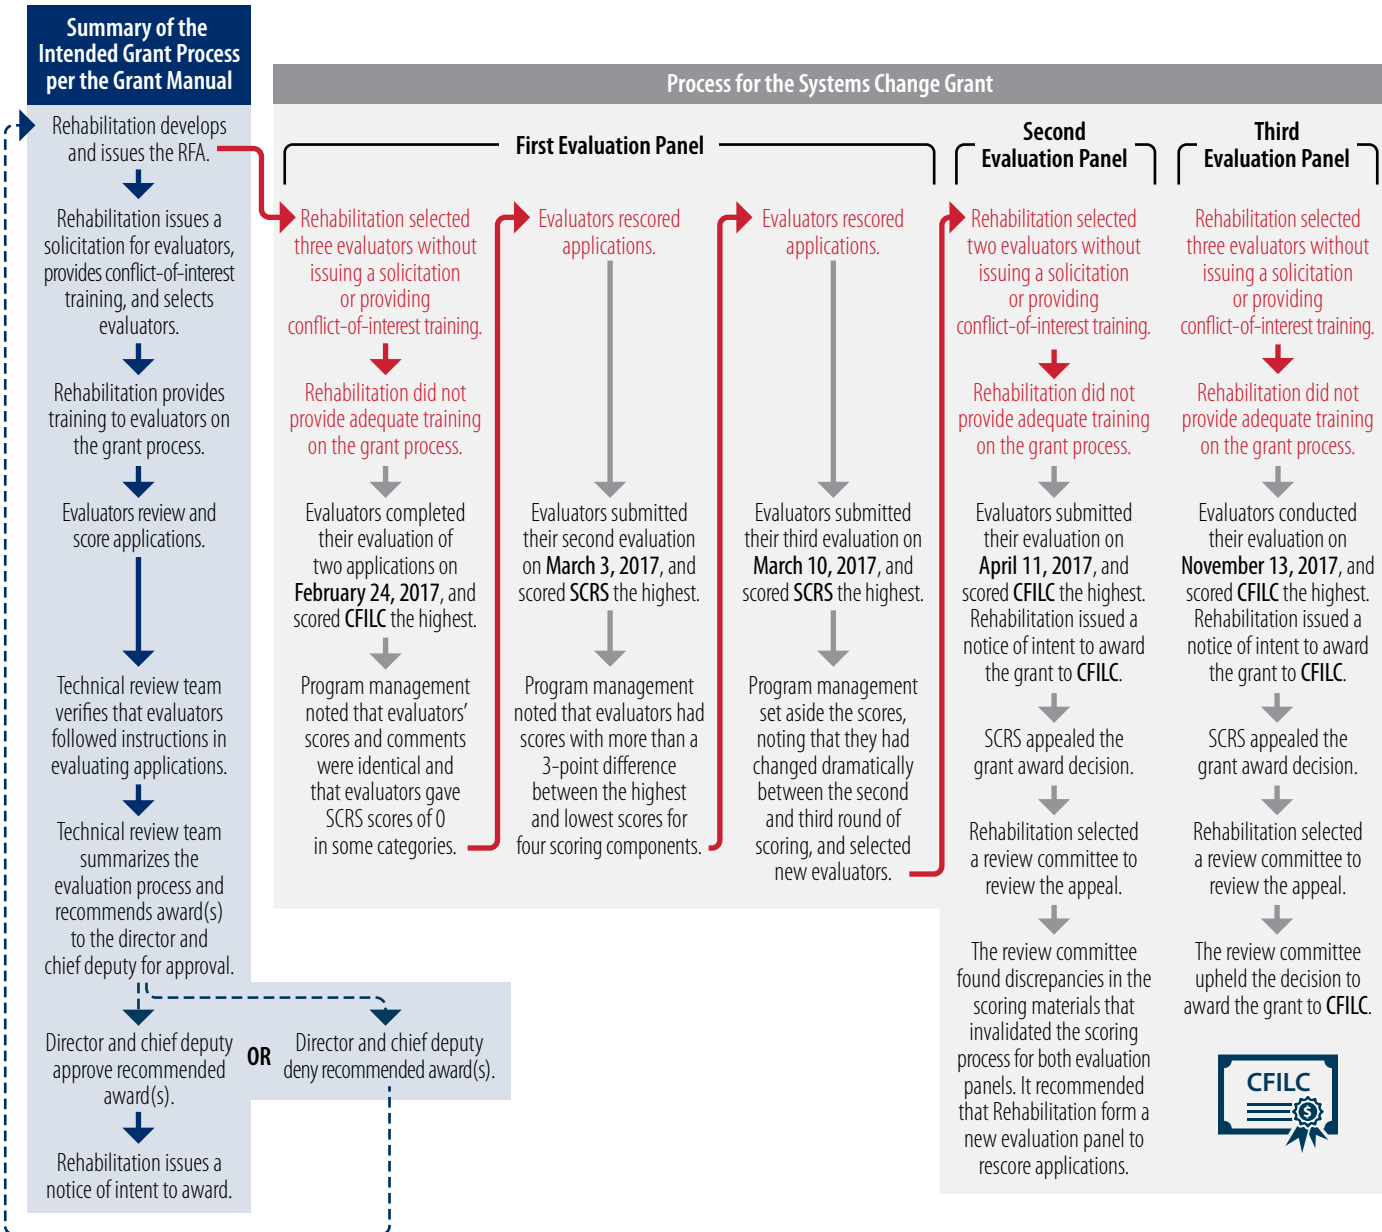 Summary of the
Intended Grant Process
per the Grant Manual
Rehabilitation develops
and issues the RFA.
Rehabilitation issues a
solicitation for evaluators,
provides conflict-of-interest
training, and selects
evaluators.
Rehabilitation provides
training to evaluators on
the grant process.
Evaluators review and
score applications.
Technical review team
verifies that evaluators
followed instructions in
evaluating applications.
Technical review team
summarizes the
evaluation process and
recommends award(s)
to the director and
chief deputy for approval.
Director and chief deputy
approve recommended
award(s).
OR
Director and chief deputy
deny recommended award(s).
Rehabilitation issues a
notice of intent to award.
Process for the Systems Change Grant
First Evaluation Panel
Rehabilitation selected
three evaluators without
issuing a solicitation
or providing
conflict-of-interest training.
Rehabilitation did not
provide adequate training
on the grant process.
Evaluators completed
their evaluation of
two applications on
February 24, 2017, and
scored CFILC the highest.
Program management
noted that evaluators'
scores and comments
were identical and
that evaluators gave
SCRS scores of 0
in some categories.
Evaluators rescored
applications.
Evaluators submitted
their second evaluation
on March 3, 2017, and
scored SCRS the highest.
Program management
noted that evaluators had
scores with more than a
3-point difference
between the highest
and lowest scores for
four scoring components.
Evaluators rescored
applications.
Evaluators submitted
their third evaluation on
March 10, 2017, and
scored SCRS the highest.
Program management
set aside the scores,
noting that they had
changed dramatically
between the second
and third round of
scoring, and selected
new evaluators.
Second
Evaluation Panel
Rehabilitation selected
two evaluators without
issuing a solicitation
or providing
conflict-of-interest training.
Rehabilitation did not
provide adequate training
on the grant process.
Evaluators submitted
their evaluation on
April 11, 2017, and
scored CFILC the highest.
Rehabilitation issued a
notice of intent to award
the grant to CFILC.
SCRS appealed the
grant award decision.
Rehabilitation selected
a review committee to
review the appeal.
The review committee
found discrepancies in the
scoring materials that
invalidated the scoring
process for both evaluation
panels. It recommended
that Rehabilitation form a
new evaluation panel to
rescore applications.
Third
Evaluation Panel
Rehabilitation selected
three evaluators without
issuing a solicitation
or providing
conflict-of-interest training.
Rehabilitation did not
provide adequate training
on the grant process.
Evaluators conducted
their evaluation on
November 13, 2017, and
scored CFILC the highest.
Rehabilitation issued a
notice of intent to award
the grant to CFILC.
SCRS appealed the
grant award decision.
Rehabilitation selected
a review committee to
review the appeal.
The review committee
upheld the decision to
award the grant to CFILC.
CFILC
$